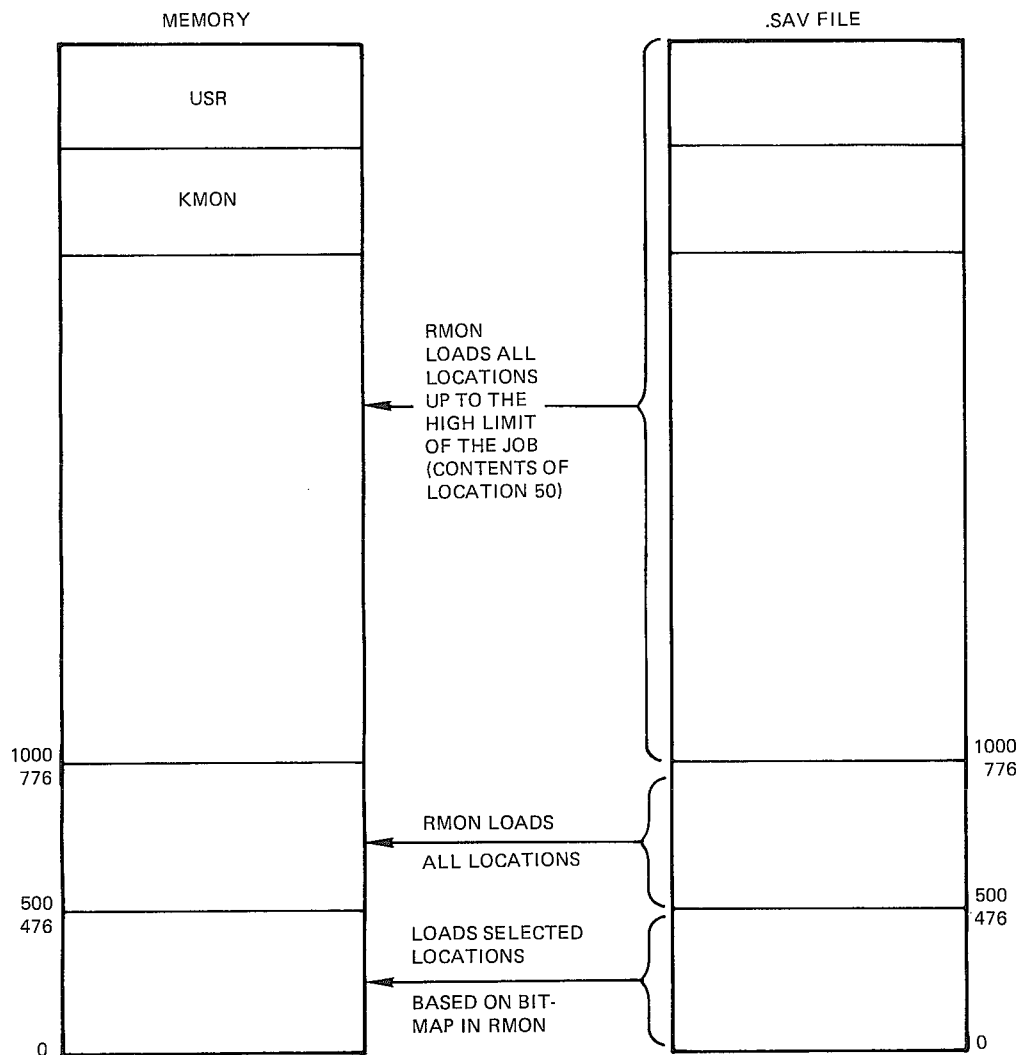 MEMORY
.SAV FILE
USR
KMON
RMON
LOADS ALL
LOCATIONS
UP TO THE
HIGH LIMIT
OF THE JOB
(CONTENTS OF
LOCATION 50)
1000
776
1000
776
RMON LOADS
ALL LOCATIONS
500
476
500
476
LOADS SELECTED
LOCATIONS
BASED ON BIT-
MAP IN RMON
0
0